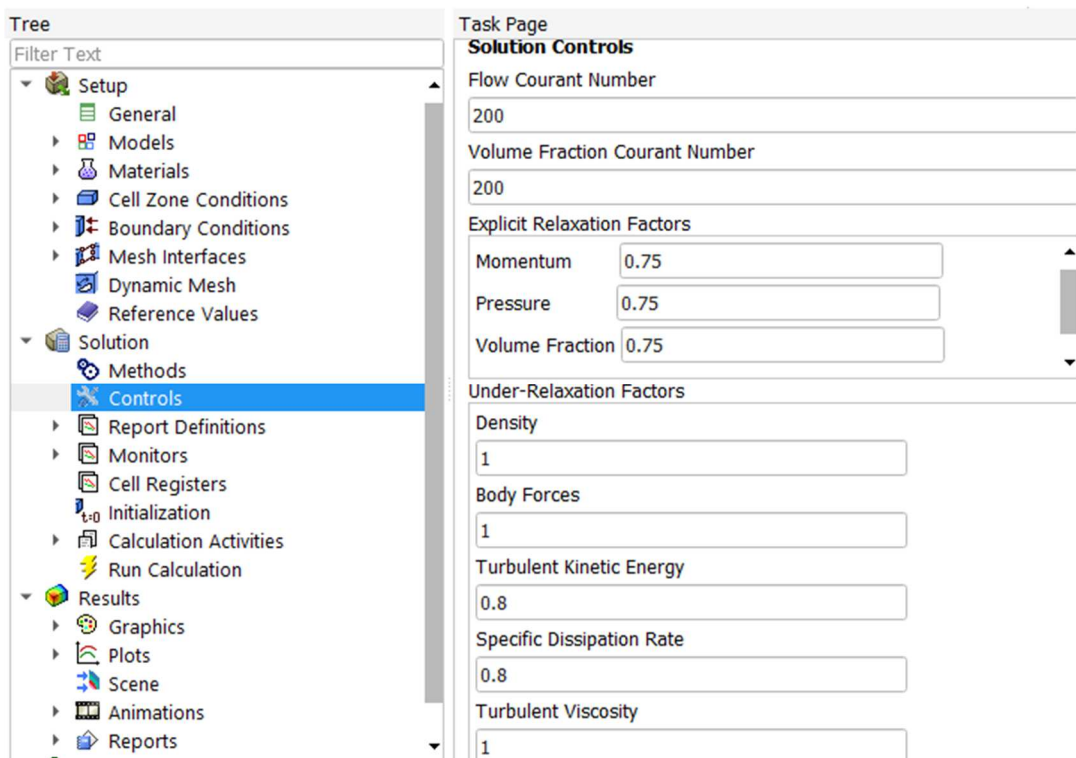 Tree
Filter Text
Setup
General
Models
Materials
Cell Zone Conditions
Boundary Conditions
Mesh Interfaces
Dynamic Mesh
Reference Values
Solution
Methods
Controls
Report Definitions
Monitors
Cell Registers
t=0 Initialization
Calculation Activities
Run Calculation
Results
Graphics
Plots
Scene
Animations
Reports
Task Page
Solution Controls
Flow Courant Number
200
Volume Fraction Courant Number
200
Explicit Relaxation Factors
Momentum 0.75
Pressure 0.75
Volume Fraction 0.75
Under-Relaxation Factors
Density
1
Body Forces
1
Turbulent Kinetic Energy
0.8
Specific Dissipation Rate
0.8
Turbulent Viscosity
1